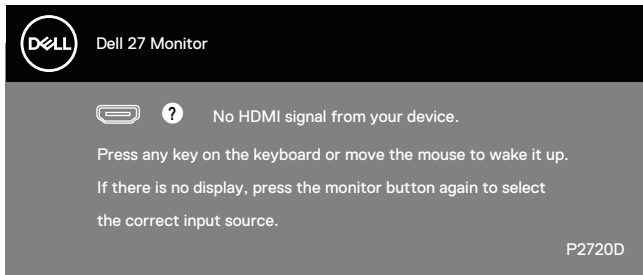 DELL
Dell 27 Monitor
? No HDMI signal from your device.
Press any key on the keyboard or move the mouse to wake it up.
If there is no display, press the monitor button again to select
the correct input source.
P2720D